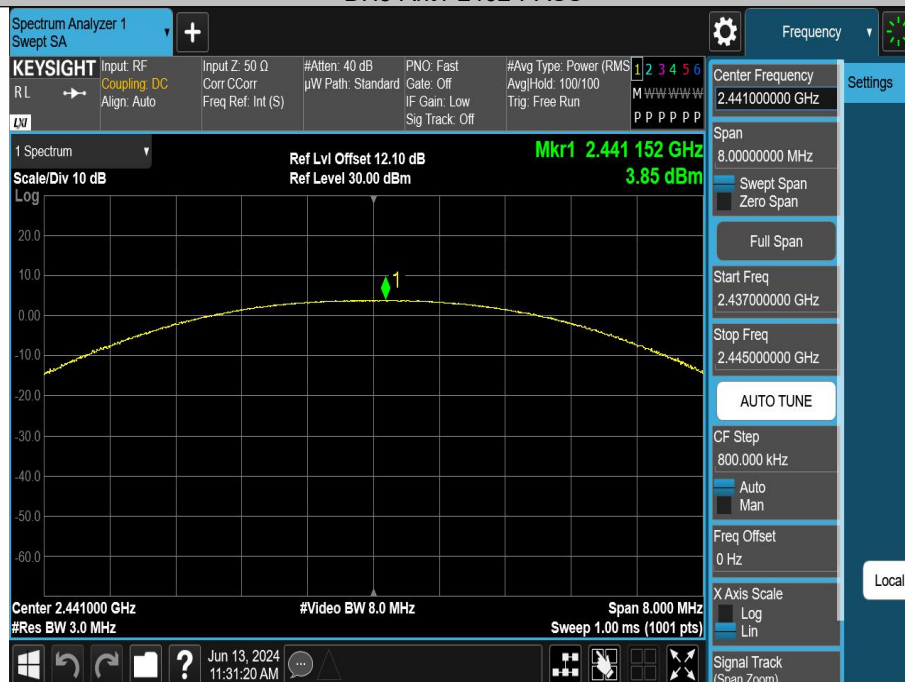 Spectrum Analyzer 1
Swept SA
Frequency
KEYSIGHT
RL
LXI
Input: RF
Coupling: DC
Align: Auto
Input Z: 50 Ω
Corr CCorr
Freq Ref: Int (S)
#Atten: 40 dB
µW Path: Standard
PNO: Fast
Gate: Off
IF Gain: Low
Sig Track: Off
#Avg Type: Power (RMS
Avg|Hold: 100/100
Trig: Free Run
1 2 3 4 5 6
M W W W W W
P P P P P P
Center Frequency
2.441000000 GHz
Settings
1 Spectrum
Scale/Div 10 dB
Log
Ref Lvl Offset 12.10 dB
Ref Level 30.00 dBm
Mkr1 2.441 152 GHz
3.85 dBm
Span
8.00000000 MHz
Swept Span
Zero Span
Full Span
Start Freq
2.437000000 GHz
Stop Freq
2.445000000 GHz
AUTO TUNE
CF Step
800.000 kHz
Auto
Man
Freq Offset
0 Hz
X Axis Scale
Log
Lin
Signal Track
(Span Zoom)
Local
20.0
10.0
1
0.00
-10.0
-20.0
-30.0
-40.0
-50.0
-60.0
Center 2.441000 GHz
#Res BW 3.0 MHz
#Video BW 8.0 MHz
Span 8.000 MHz
Sweep 1.00 ms (1001 pts)
?
Jun 13, 2024
11:31:20 AM